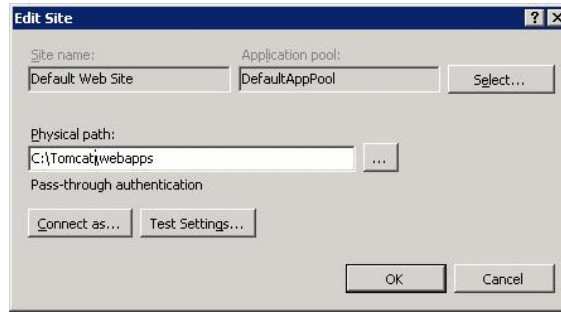 Edit Site
Site name:
Application pool:
Default Web Site
DefaultAppPool
Select...
Physical path:
C:\Tomcat\webapps
...
Pass-through authentication
Connect as...
Test Settings...
OK
Cancel